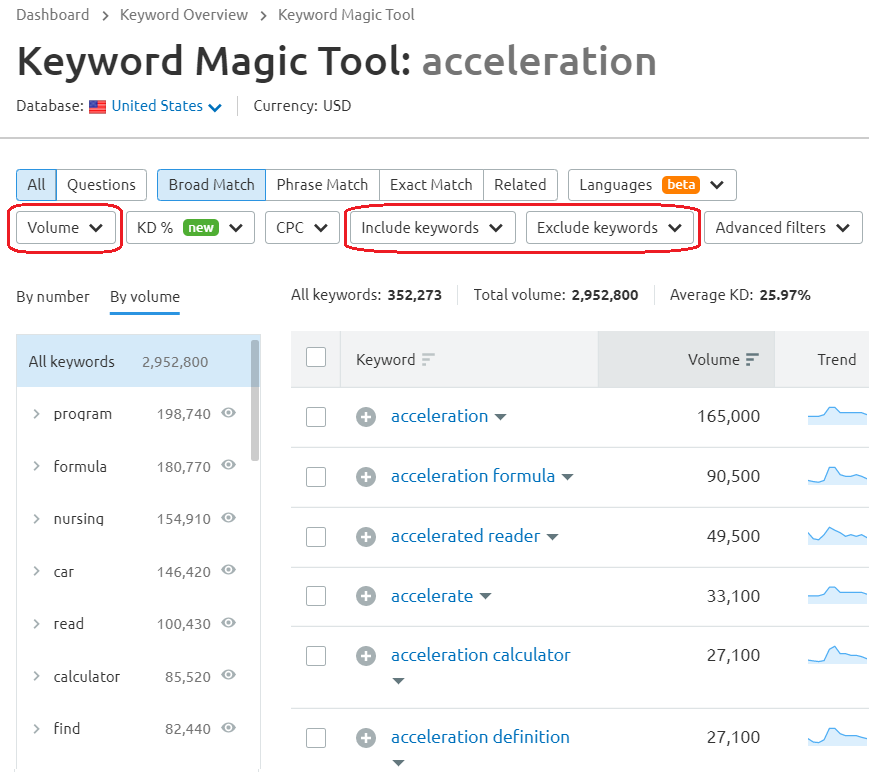 Dashboard > Keyword Overview > Keyword Magic Tool
Keyword Magic Tool: acceleration
Database: United States Currency: USD
All Questions Broad Match Phrase Match Exact Match Related Languages beta
Volume KD % new CPC Include keywords Exclude keywords Advanced filters
By number By volume
All keywords: 352,273 Total volume: 2,952,800 Average KD: 25.97%
All keywords 2,952,800
program 198,740
formula 180,770
nursing 154,910
car 146,420
read 100,430
calculator 85,520
find 82,440
Keyword Volume Trend
acceleration 165,000
acceleration formula 90,500
accelerated reader 49,500
accelerate 33,100
acceleration calculator 27,100
acceleration definition 27,100